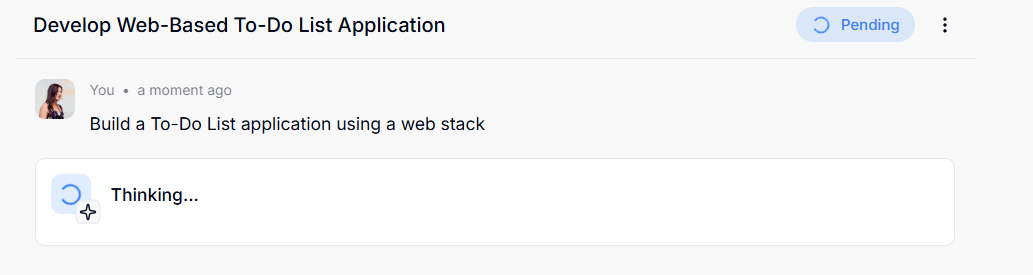 Develop Web-Based To-Do List Application
Pending
You • a moment ago
Build a To-Do List application using a web stack
Thinking...